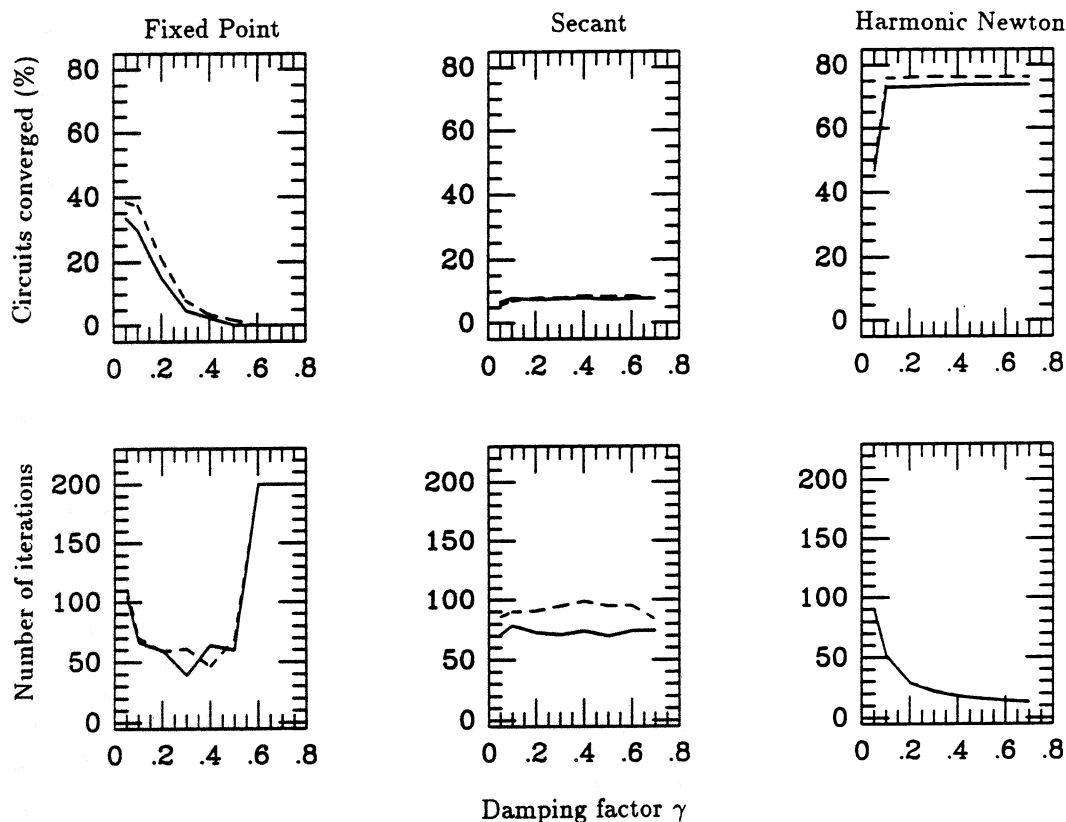 Fixed Point
Secant
Harmonic Newton
Circuits converged (%)
80
60
40
20
0
0 .2 .4 .6 .8
80
60
40
20
0
0 .2 .4 .6 .8
80
60
40
20
0
0 .2 .4 .6 .8
Number of iterions
200
150
100
50
0
0 .2 .4 .6 .8
200
150
100
50
0
0 .2 .4 .6 .8
200
150
100
50
0
0 .2 .4 .6 .8
Damping factor γ